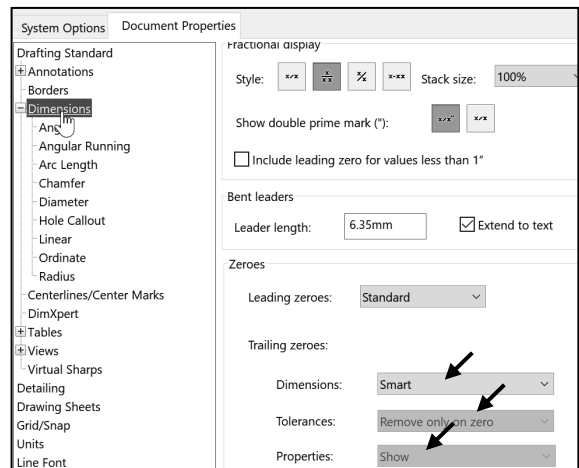 System Options Document Properties
Drafting Standard
Annotations
Borders
Dimensions
Angular Running
Arc Length
Chamfer
Diameter
Hole Callout
Linear
Ordinate
Radius
Centerlines/Center Marks
DimXpert
Tables
Views
Virtual Sharps
Detailing
Drawing Sheets
Grid/Snap
Units
Line Font
Fractional display
Style: x/x x/xx x/x x-xx Stack size: 100%
Show double prime mark ("): x/x" x/x
Include leading zero for values less than 1"
Bent leaders
Leader length: 6.35mm Extend to text
Zeroes
Leading zeroes: Standard
Trailing zeroes:
Dimensions: Smart
Tolerances: Remove only on zero
Properties: Show